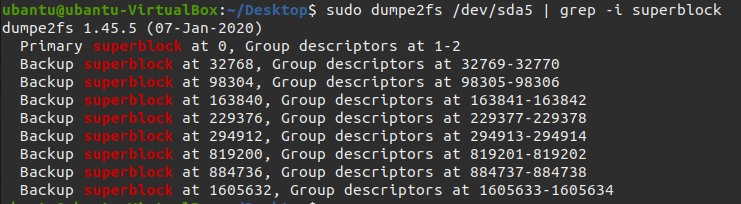 ubantu@ubantu-VirtualBox:~/Desktop$ sudo dumpe2fs /dev/sda5 | grep -i superblock
dumpe2fs 1.45.5 (07-Jan-2020)
  Primary superblock at 0, Group descriptors at 1-2
  Backup superblock at 32768, Group descriptors at 32769-32770
  Backup superblock at 98304, Group descriptors at 98305-98306
  Backup superblock at 163840, Group descriptors at 163841-163842
  Backup superblock at 229376, Group descriptors at 229377-229378
  Backup superblock at 294912, Group descriptors at 294913-294914
  Backup superblock at 819200, Group descriptors at 819201-819202
  Backup superblock at 884736, Group descriptors at 884737-884738
  Backup superblock at 1605632, Group descriptors at 1605633-1605634